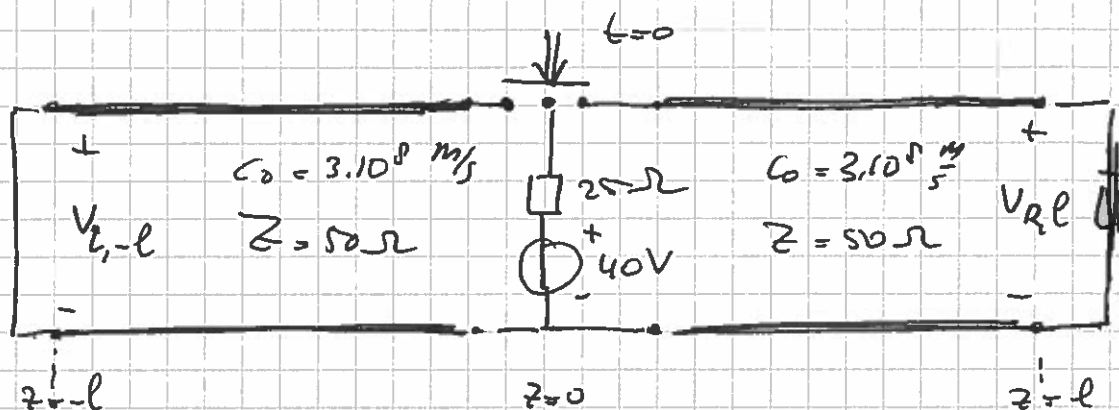 t=0
+ +
C₀ = 3.10⁸ m/s 25Ω C₀ = 3.10⁸ m/s
V_L,-l Z = 50Ω + 40V Z = 50Ω V_R,l
- - -
z=-l z=0 z=l